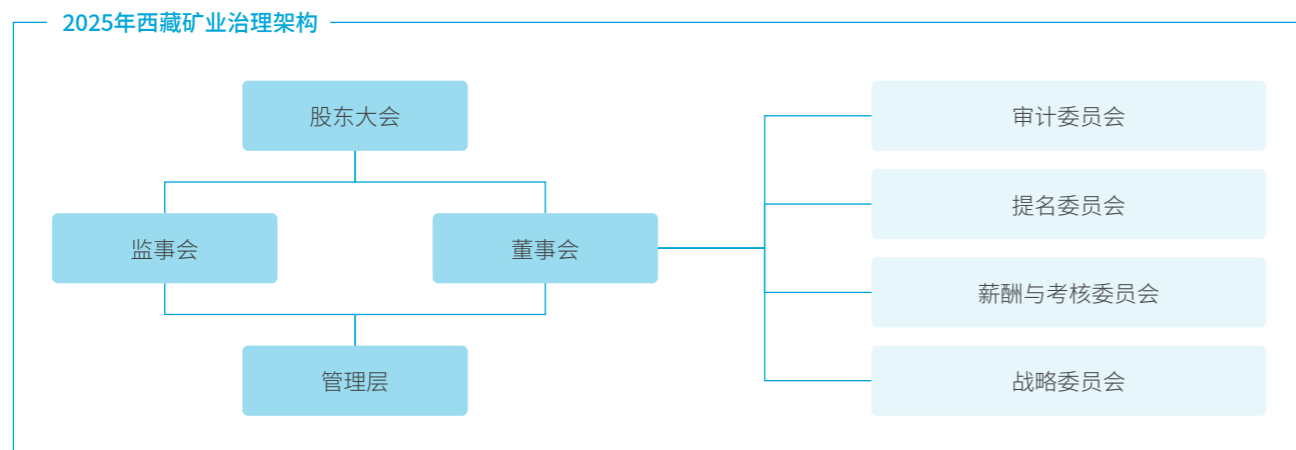 2025年西藏矿业治理架构
股东大会
监事会
董事会
管理层
审计委员会
提名委员会
薪酬与考核委员会
战略委员会